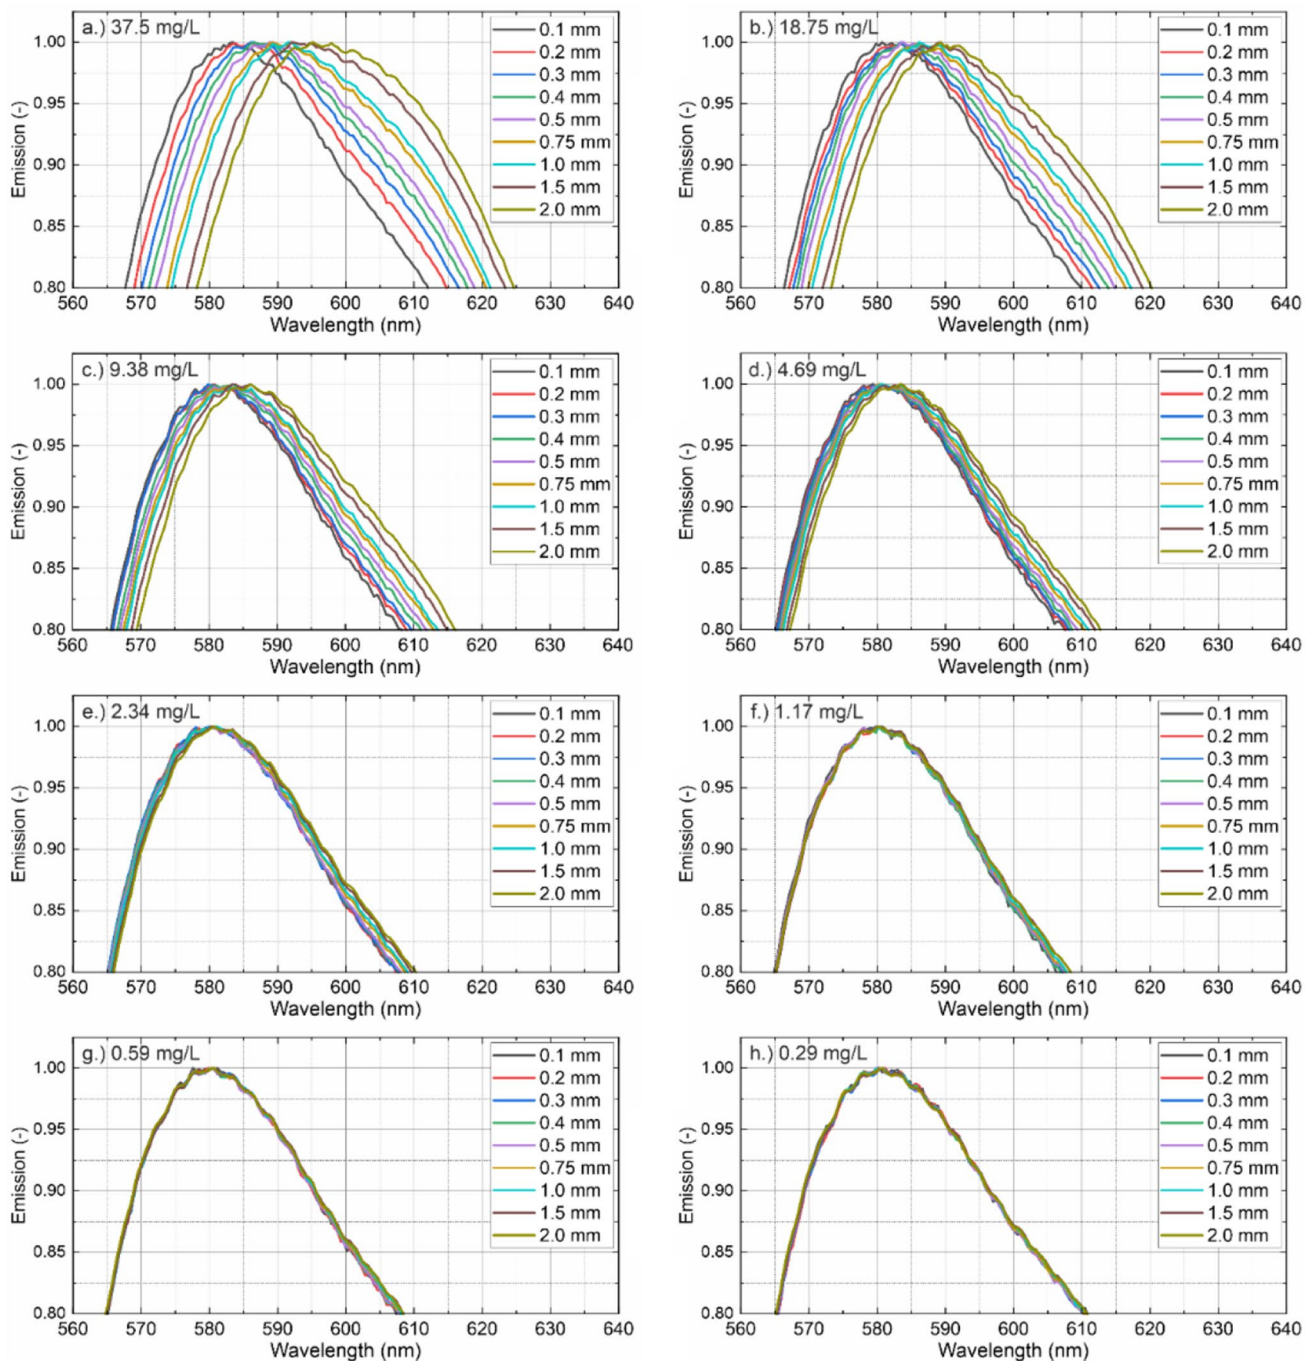 a.) 37.5 mg/L
1.00
0.95
0.90
0.85
0.80
Emission (-)
560 570 580 590 600 610 620 630 640
Wavelength (nm)
0.1 mm
0.2 mm
0.3 mm
0.4 mm
0.5 mm
0.75 mm
1.0 mm
1.5 mm
2.0 mm
b.) 18.75 mg/L
1.00
0.95
0.90
0.85
0.80
Emission (-)
560 570 580 590 600 610 620 630 640
Wavelength (nm)
0.1 mm
0.2 mm
0.3 mm
0.4 mm
0.5 mm
0.75 mm
1.0 mm
1.5 mm
2.0 mm
c.) 9.38 mg/L
1.00
0.95
0.90
0.85
0.80
Emission (-)
560 570 580 590 600 610 620 630 640
Wavelength (nm)
0.1 mm
0.2 mm
0.3 mm
0.4 mm
0.5 mm
0.75 mm
1.0 mm
1.5 mm
2.0 mm
d.) 4.69 mg/L
1.00
0.95
0.90
0.85
0.80
Emission (-)
560 570 580 590 600 610 620 630 640
Wavelength (nm)
0.1 mm
0.2 mm
0.3 mm
0.4 mm
0.5 mm
0.75 mm
1.0 mm
1.5 mm
2.0 mm
e.) 2.34 mg/L
1.00
0.95
0.90
0.85
0.80
Emission (-)
560 570 580 590 600 610 620 630 640
Wavelength (nm)
0.1 mm
0.2 mm
0.3 mm
0.4 mm
0.5 mm
0.75 mm
1.0 mm
1.5 mm
2.0 mm
f.) 1.17 mg/L
1.00
0.95
0.90
0.85
0.80
Emission (-)
560 570 580 590 600 610 620 630 640
Wavelength (nm)
0.1 mm
0.2 mm
0.3 mm
0.4 mm
0.5 mm
0.75 mm
1.0 mm
1.5 mm
2.0 mm
g.) 0.59 mg/L
1.00
0.95
0.90
0.85
0.80
Emission (-)
560 570 580 590 600 610 620 630 640
Wavelength (nm)
0.1 mm
0.2 mm
0.3 mm
0.4 mm
0.5 mm
0.75 mm
1.0 mm
1.5 mm
2.0 mm
h.) 0.29 mg/L
1.00
0.95
0.90
0.85
0.80
Emission (-)
560 570 580 590 600 610 620 630 640
Wavelength (nm)
0.1 mm
0.2 mm
0.3 mm
0.4 mm
0.5 mm
0.75 mm
1.0 mm
1.5 mm
2.0 mm